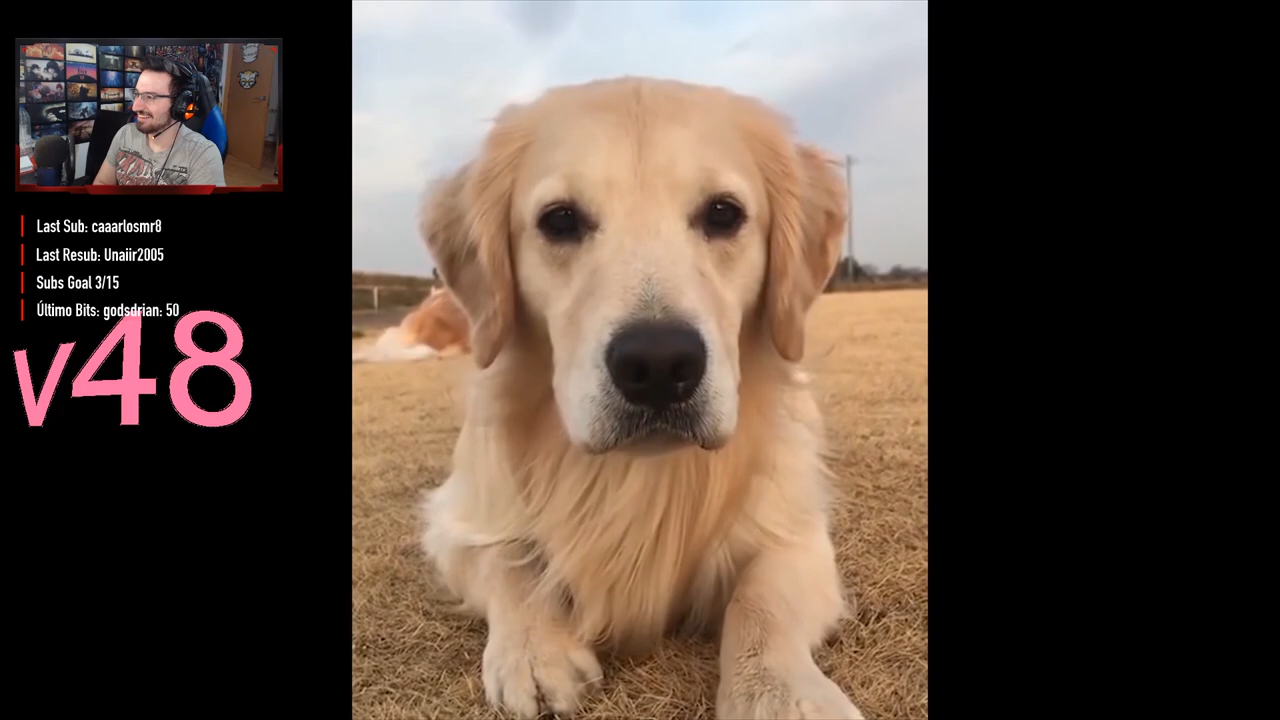 Last Sub: caaarlosmr8
Last Resub: Unaiir2005
Subs Goal 3/15
Último Bits: godsdrian: 50
v48